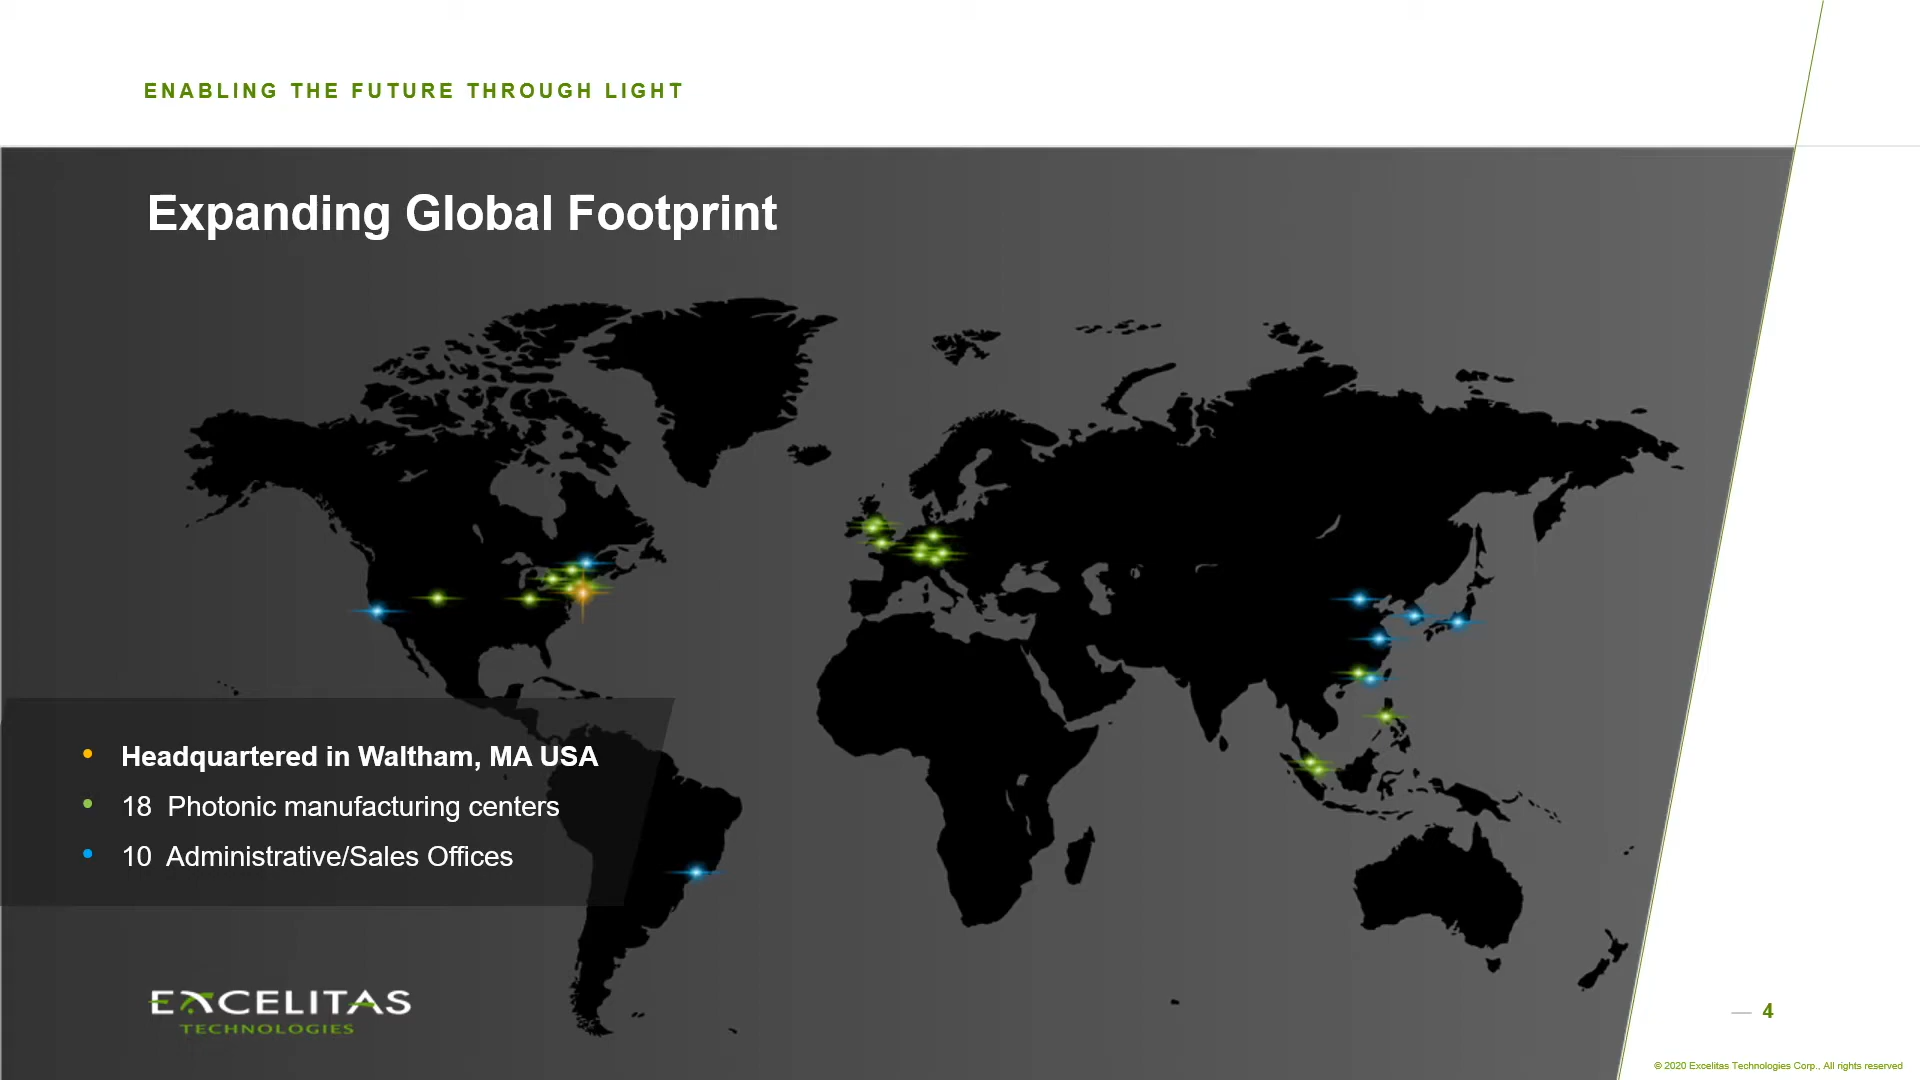 ENABLING THE FUTURE THROUGH LIGHT
Expanding Global Footprint
• Headquartered in Waltham, MA USA
• 18 Photonic manufacturing centers
• 10 Administrative/Sales Offices
EXCELITAS
TECHNOLOGIES
— 4
© 2020 Excelitas Technologies Corp., All rights reserved